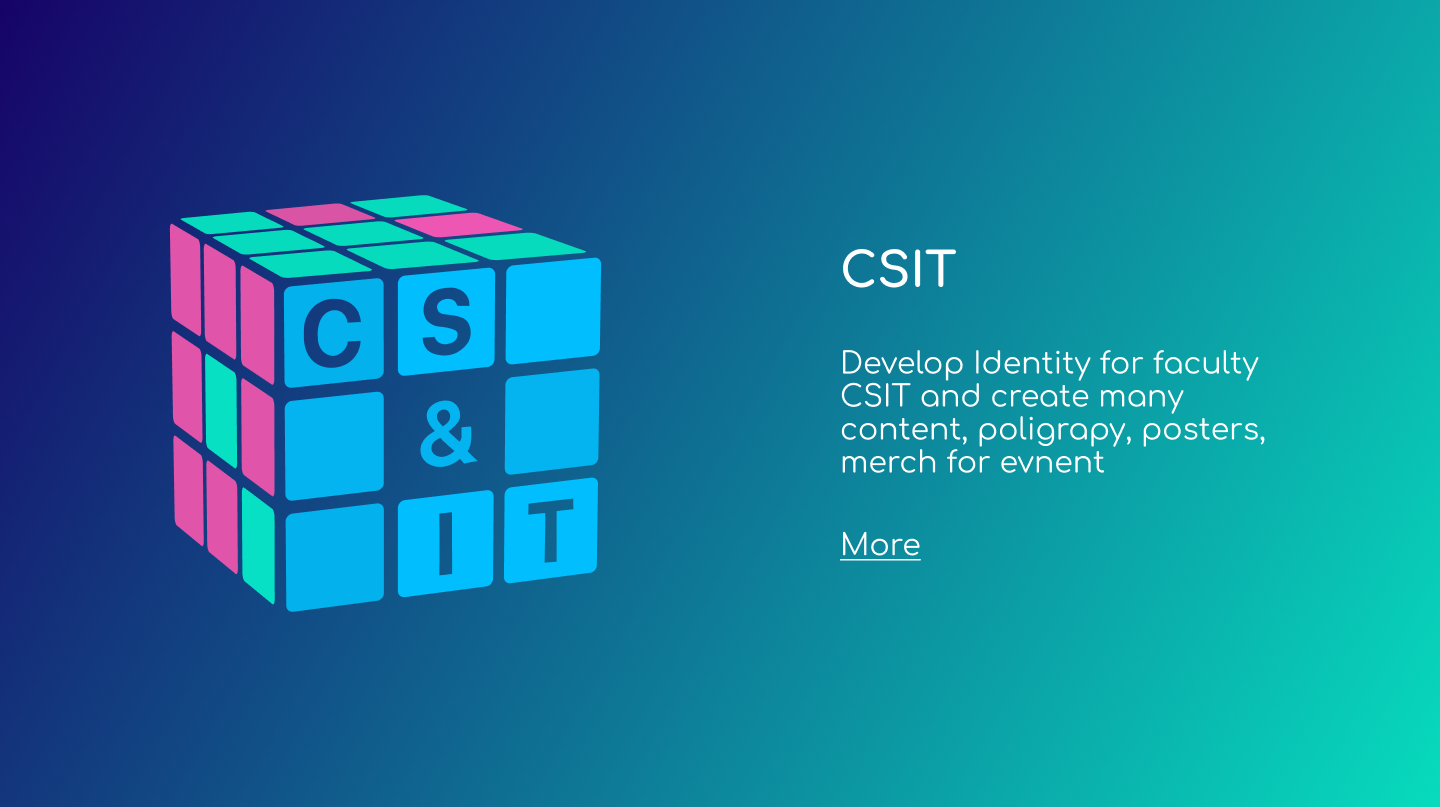 C S
&
I T
CSIT
Develop Identity for faculty
CSIT and create many
content, poligrapy, posters,
merch for evnent
More